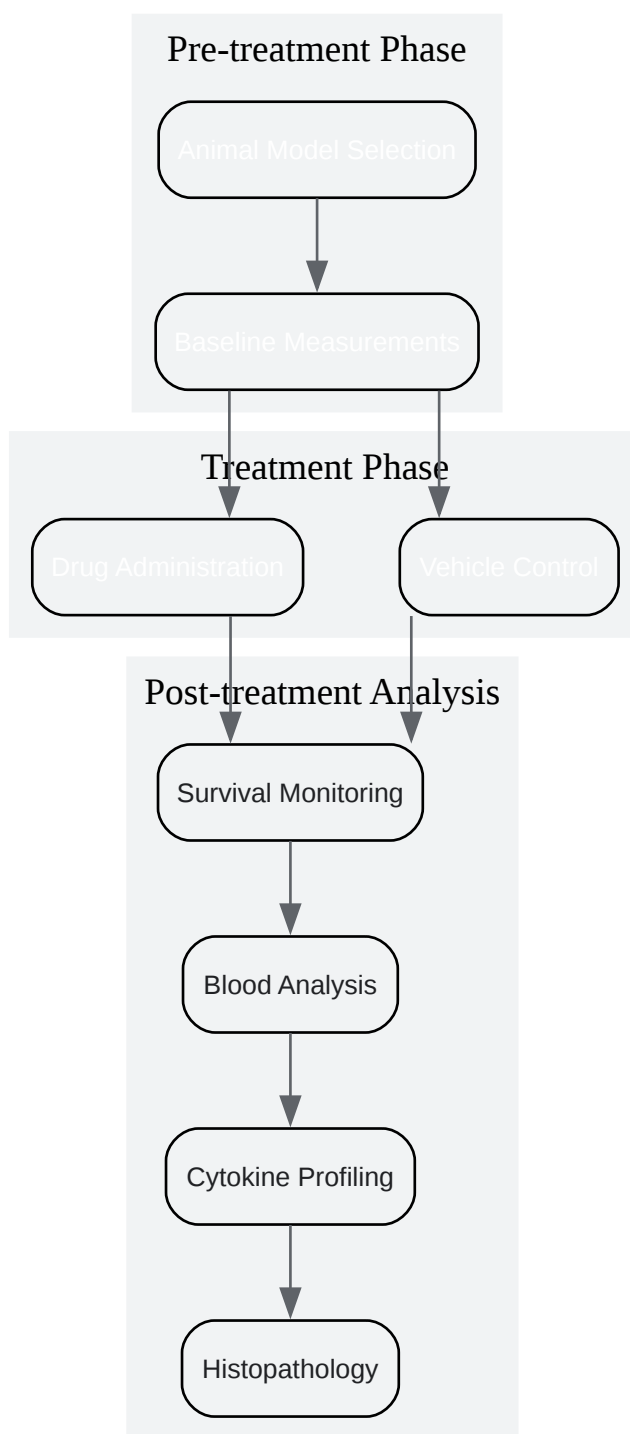 Pre-treatment Phase
Animal Model Selection
Baseline Measurements
Treatment Phase
Drug Administration
Vehicle Control
Post-treatment Analysis
Survival Monitoring
Blood Analysis
Cytokine Profiling
Histopathology